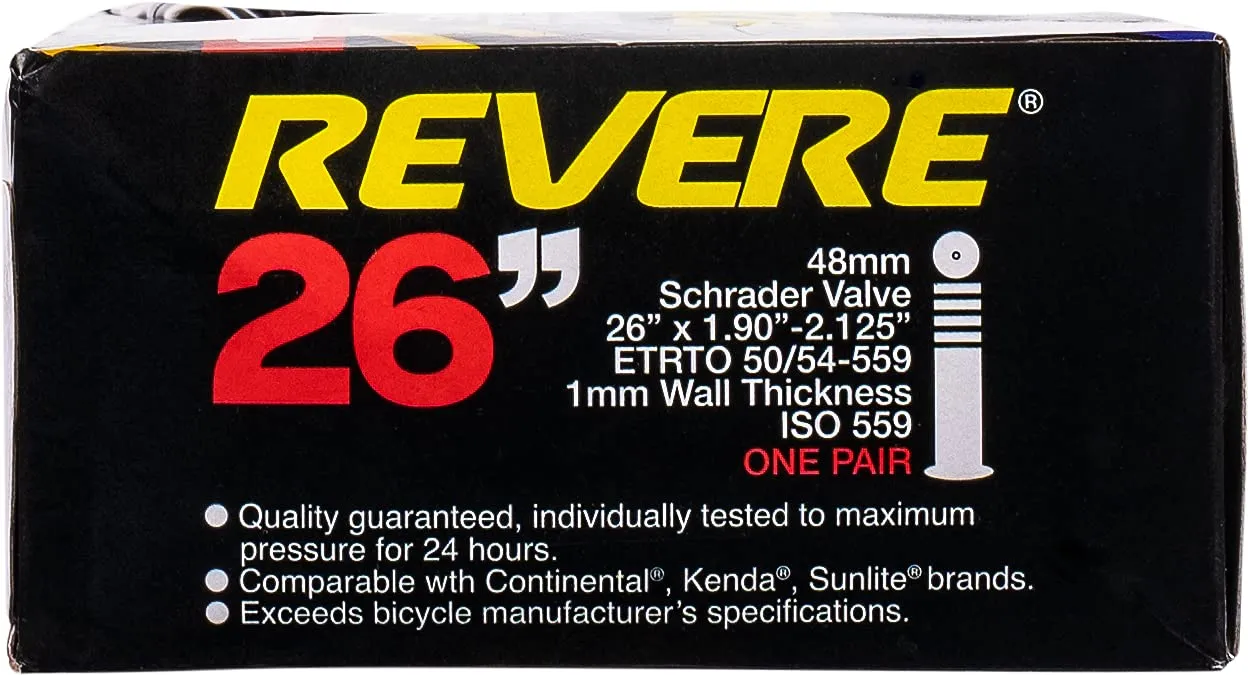 REVERE®
26”
48mm
Schrader Valve
26” x 1.90”-2.125”
ETRTO 50/54-559
1mm Wall Thickness
ISO 559
ONE PAIR
Quality guaranteed, individually tested to maximum
pressure for 24 hours.
Comparable wth Continental®, Kenda®, Sunlite® brands.
Exceeds bicycle manufacturer’s specifications.